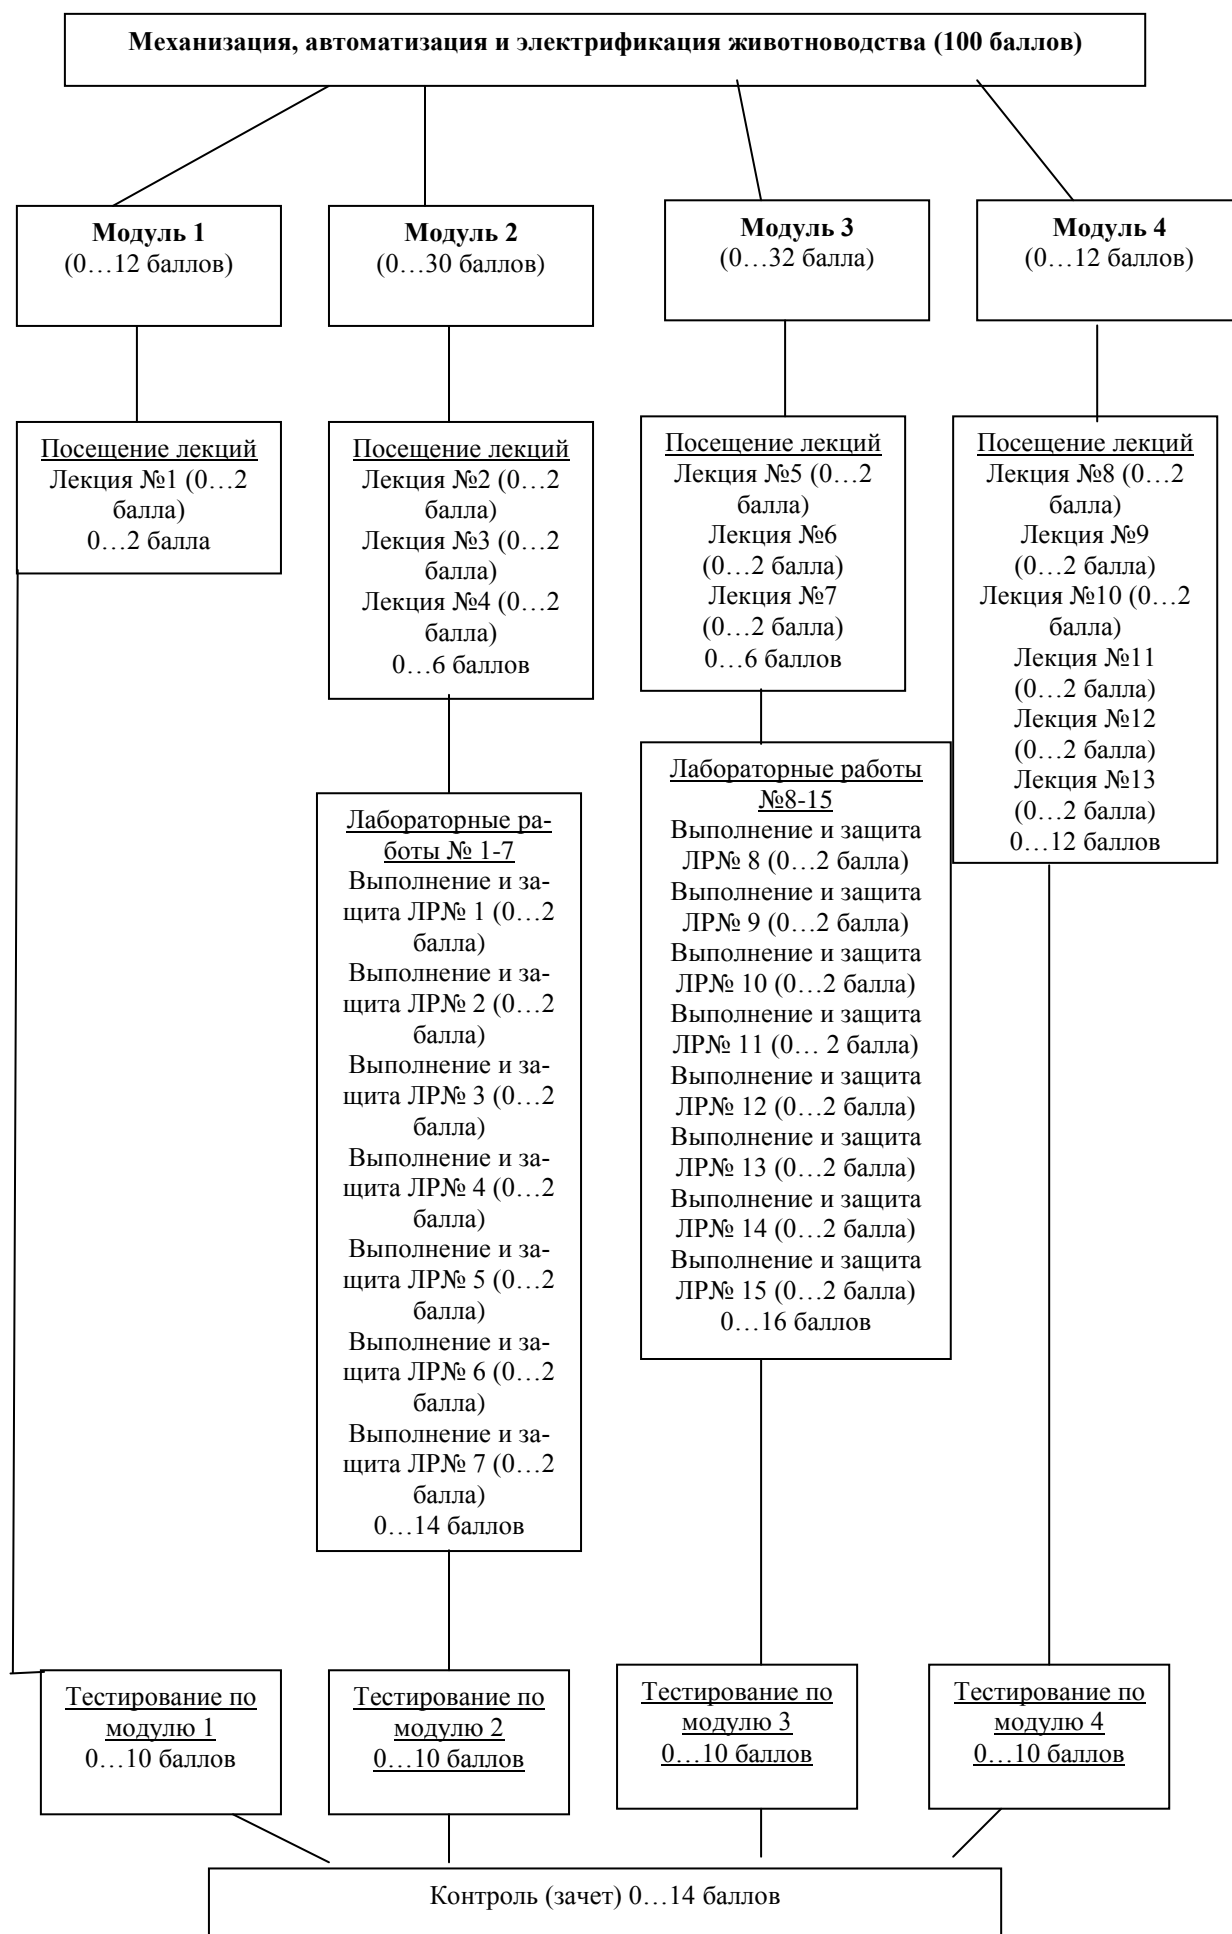 Механизация, автоматизация и электрификация животноводства (100 баллов)
Модуль 1
(0…12 баллов)
Модуль 2
(0…30 баллов)
Модуль 3
(0…32 балла)
Модуль 4
(0…12 баллов)
Посещение лекций
Лекция №1 (0…2
балла)
0…2 балла
Посещение лекций
Лекция №2 (0…2
балла)
Лекция №3 (0…2
балла)
Лекция №4 (0…2
балла)
0…6 баллов
Посещение лекций
Лекция №5 (0…2
балла)
Лекция №6
(0…2 балла)
Лекция №7
(0…2 балла)
0…6 баллов
Посещение лекций
Лекция №8 (0…2
балла)
Лекция №9
(0…2 балла)
Лекция №10 (0…2
балла)
Лекция №11
(0…2 балла)
Лекция №12
(0…2 балла)
Лекция №13
(0…2 балла)
0…12 баллов
Лабораторные ра-
боты № 1-7
Выполнение и за-
щита ЛР№ 1 (0…2
балла)
Выполнение и за-
щита ЛР№ 2 (0…2
балла)
Выполнение и за-
щита ЛР№ 3 (0…2
балла)
Выполнение и за-
щита ЛР№ 4 (0…2
балла)
Выполнение и за-
щита ЛР№ 5 (0…2
балла)
Выполнение и за-
щита ЛР№ 6 (0…2
балла)
Выполнение и за-
щита ЛР№ 7 (0…2
балла)
0…14 баллов
Лабораторные работы
№8-15
Выполнение и защита
ЛР№ 8 (0…2 балла)
Выполнение и защита
ЛР№ 9 (0…2 балла)
Выполнение и защита
ЛР№ 10 (0…2 балла)
Выполнение и защита
ЛР№ 11 (0… 2 балла)
Выполнение и защита
ЛР№ 12 (0…2 балла)
Выполнение и защита
ЛР№ 13 (0…2 балла)
Выполнение и защита
ЛР№ 14 (0…2 балла)
Выполнение и защита
ЛР№ 15 (0…2 балла)
0…16 баллов
Тестирование по
модулю 1
0…10 баллов
Тестирование по
модулю 2
0…10 баллов
Тестирование по
модулю 3
0…10 баллов
Тестирование по
модулю 4
0…10 баллов
Контроль (зачет) 0…14 баллов